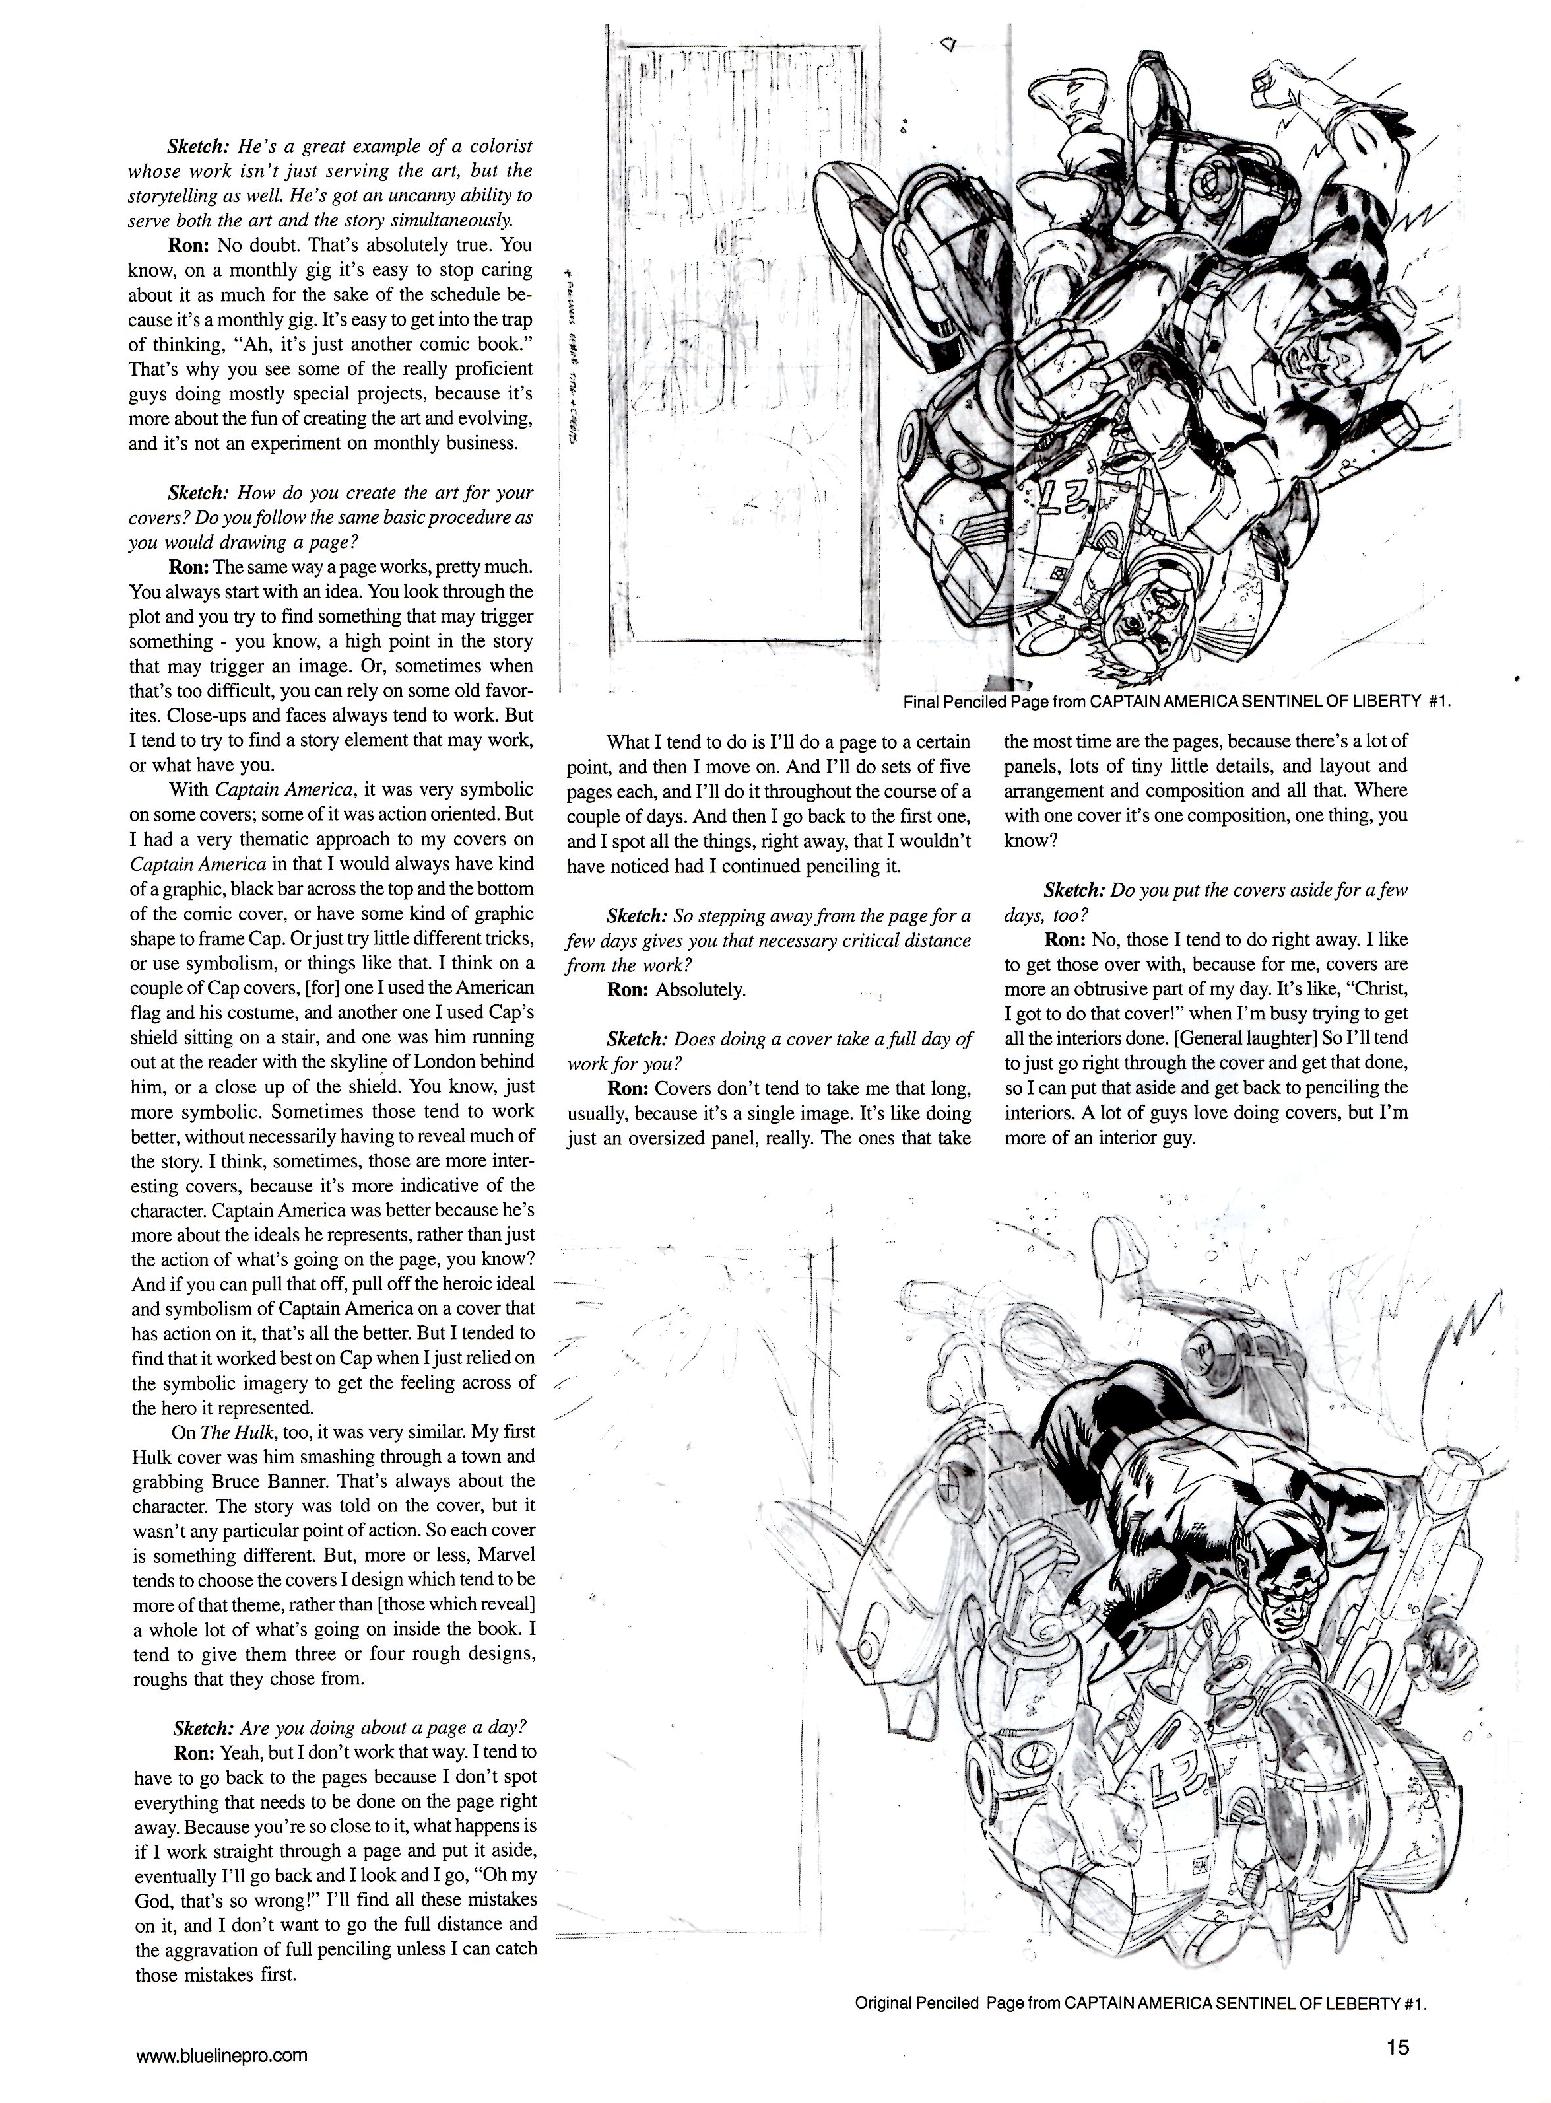 Sketch: He's a great example of a colorist
whose work isn't just serving the art, but the
storytelling as well. He's got an uncanny ability to
serve both the art and the story simultaneously.
Ron: No doubt. That's absolutely true. You
know, on a monthly gig it's easy to stop caring
about it as much for the sake of the schedule be-
cause it's a monthly gig. It's easy to get into the trap
of thinking, “Ah, it's just another comic book.”
That's why you see some of the really proficient
guys doing mostly special projects, because it's
more about the fun of creating the art and evolving,
and it's not an experiment on monthly business.
Sketch: How do you create the art for your
covers? Do you follow the same basic procedure as
you would drawing a page?
Ron: The same way a page works, pretty much.
You always start with an idea. You look through the
plot and you try to find something that may trigger
something - you know, a high point in the story
that may trigger an image. Or, sometimes when
that's too difficult, you can rely on some old favor-
ites. Close-ups and faces always tend to work. But
I tend to try to find a story element that may work,
or what have you.
With Captain America, it was very symbolic
on some covers; some of it was action oriented. But
I had a very thematic approach to my covers on
Captain America in that I would always have kind
of a graphic, black bar across the top and the bottom
of the comic cover, or have some kind of graphic
shape to frame Cap. Or just try little different tricks,
or use symbolism, or things like that. I think on a
couple of Cap covers, [for] one I used the American
flag and his costume, and another one I used Cap's
shield sitting on a stair, and one was him running
out at the reader with the skyline of London behind
him, or a close up of the shield. You know, just
more symbolic. Sometimes those tend to work
better, without necessarily having to reveal much of
the story. I think, sometimes, those are more inter-
esting covers, because it's more indicative of the
character. Captain America was better because he's
more about the ideals he represents, rather than just
the action of what's going on the page, you know?
And if you can pull that off, pull off the heroic ideal
and symbolism of Captain America on a cover that
has action on it, that's all the better. But I tended to
find that it worked best on Cap when I just relied on
the symbolic imagery to get the feeling across of
the hero it represented.
On The Hulk, too, it was very similar. My first
Hulk cover was him smashing through a town and
grabbing Bruce Banner. That's always about the
character. The story was told on the cover, but it
wasn't any particular point of action. So each cover
is something different. But, more or less, Marvel
tends to choose the covers I design which tend to be
more of that theme, rather than [those which reveal]
a whole lot of what's going on inside the book. I
tend to give them three or four rough designs,
roughs that they chose from.
Sketch: Are you doing about a page a day?
Ron: Yeah, but I don't work that way. I tend to
have to go back to the pages because I don't spot
everything that needs to be done on the page right
away. Because you're so close to it, what happens is
if I work straight through a page and put it aside,
eventually I'll go back and I look and I go, “Oh my
God, that's so wrong!” I'll find all these mistakes
on it, and I don't want to go the full distance and
the aggravation of full penciling unless I can catch
those mistakes first.
Final Penciled Page from CAPTAIN AMERICA SENTINEL OF LIBERTY #1.
What I tend to do is I'll do a page to a certain
point, and then I move on. And I'll do sets of five
pages each, and I'll do it throughout the course of a
couple of days. And then I go back to the first one,
and I spot all the things, right away, that I wouldn't
have noticed had I continued penciling it.
Sketch: So stepping away from the page for a
few days gives you that necessary critical distance
from the work?
Ron: Absolutely.
Sketch: Does doing a cover take a full day of
work for you?
Ron: Covers don't tend to take me that long,
usually, because it's a single image. It's like doing
just an oversized panel, really. The ones that take
the most time are the pages, because there's a lot of
panels, lots of tiny little details, and layout and
arrangement and composition and all that. Where
with one cover it's one composition, one thing, you
know?
Sketch: Do you put the covers aside for a few
days, too?
Ron: No, those I tend to do right away. I like
to get those over with, because for me, covers are
more an obtrusive part of my day. It's like, “Christ,
I got to do that cover!” when I'm busy trying to get
all the interiors done. [General laughter] So I'll tend
to just go right through the cover and get that done,
so I can put that aside and get back to penciling the
interiors. A lot of guys love doing covers, but I'm
more of an interior guy.
Original Penciled Page from CAPTAIN AMERICA SENTINEL OF LEBERTY #1.
www.bluelinepro.com
15